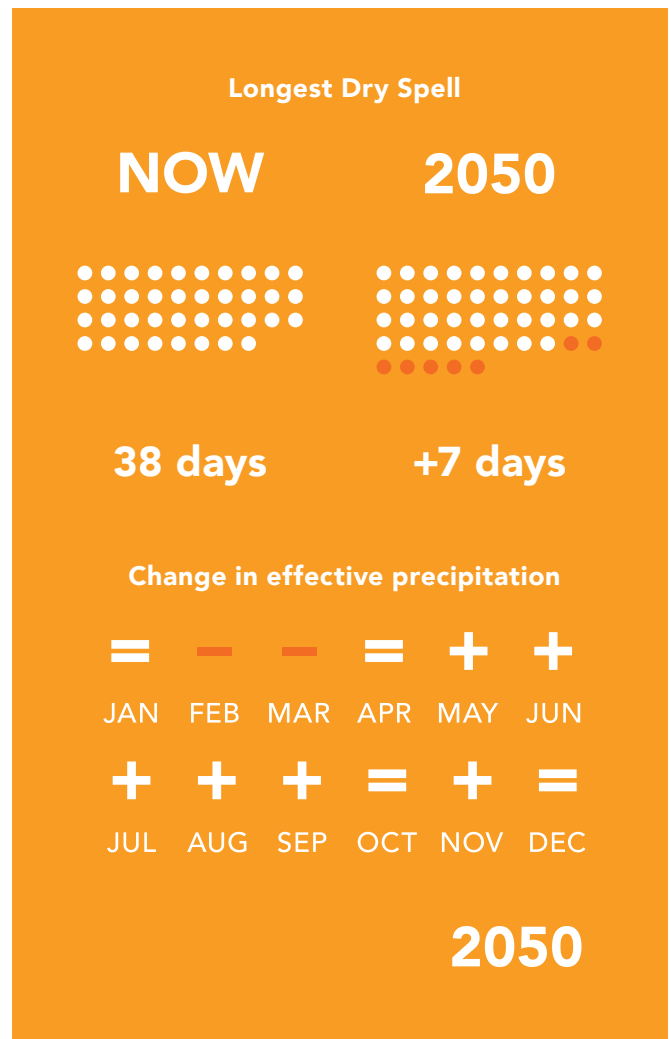 Longest Dry Spell
NOW 2050
38 days +7 days
Change in effective precipitation
= − − = + +
JAN FEB MAR APR MAY JUN
+ + + = + =
JUL AUG SEP OCT NOV DEC
2050